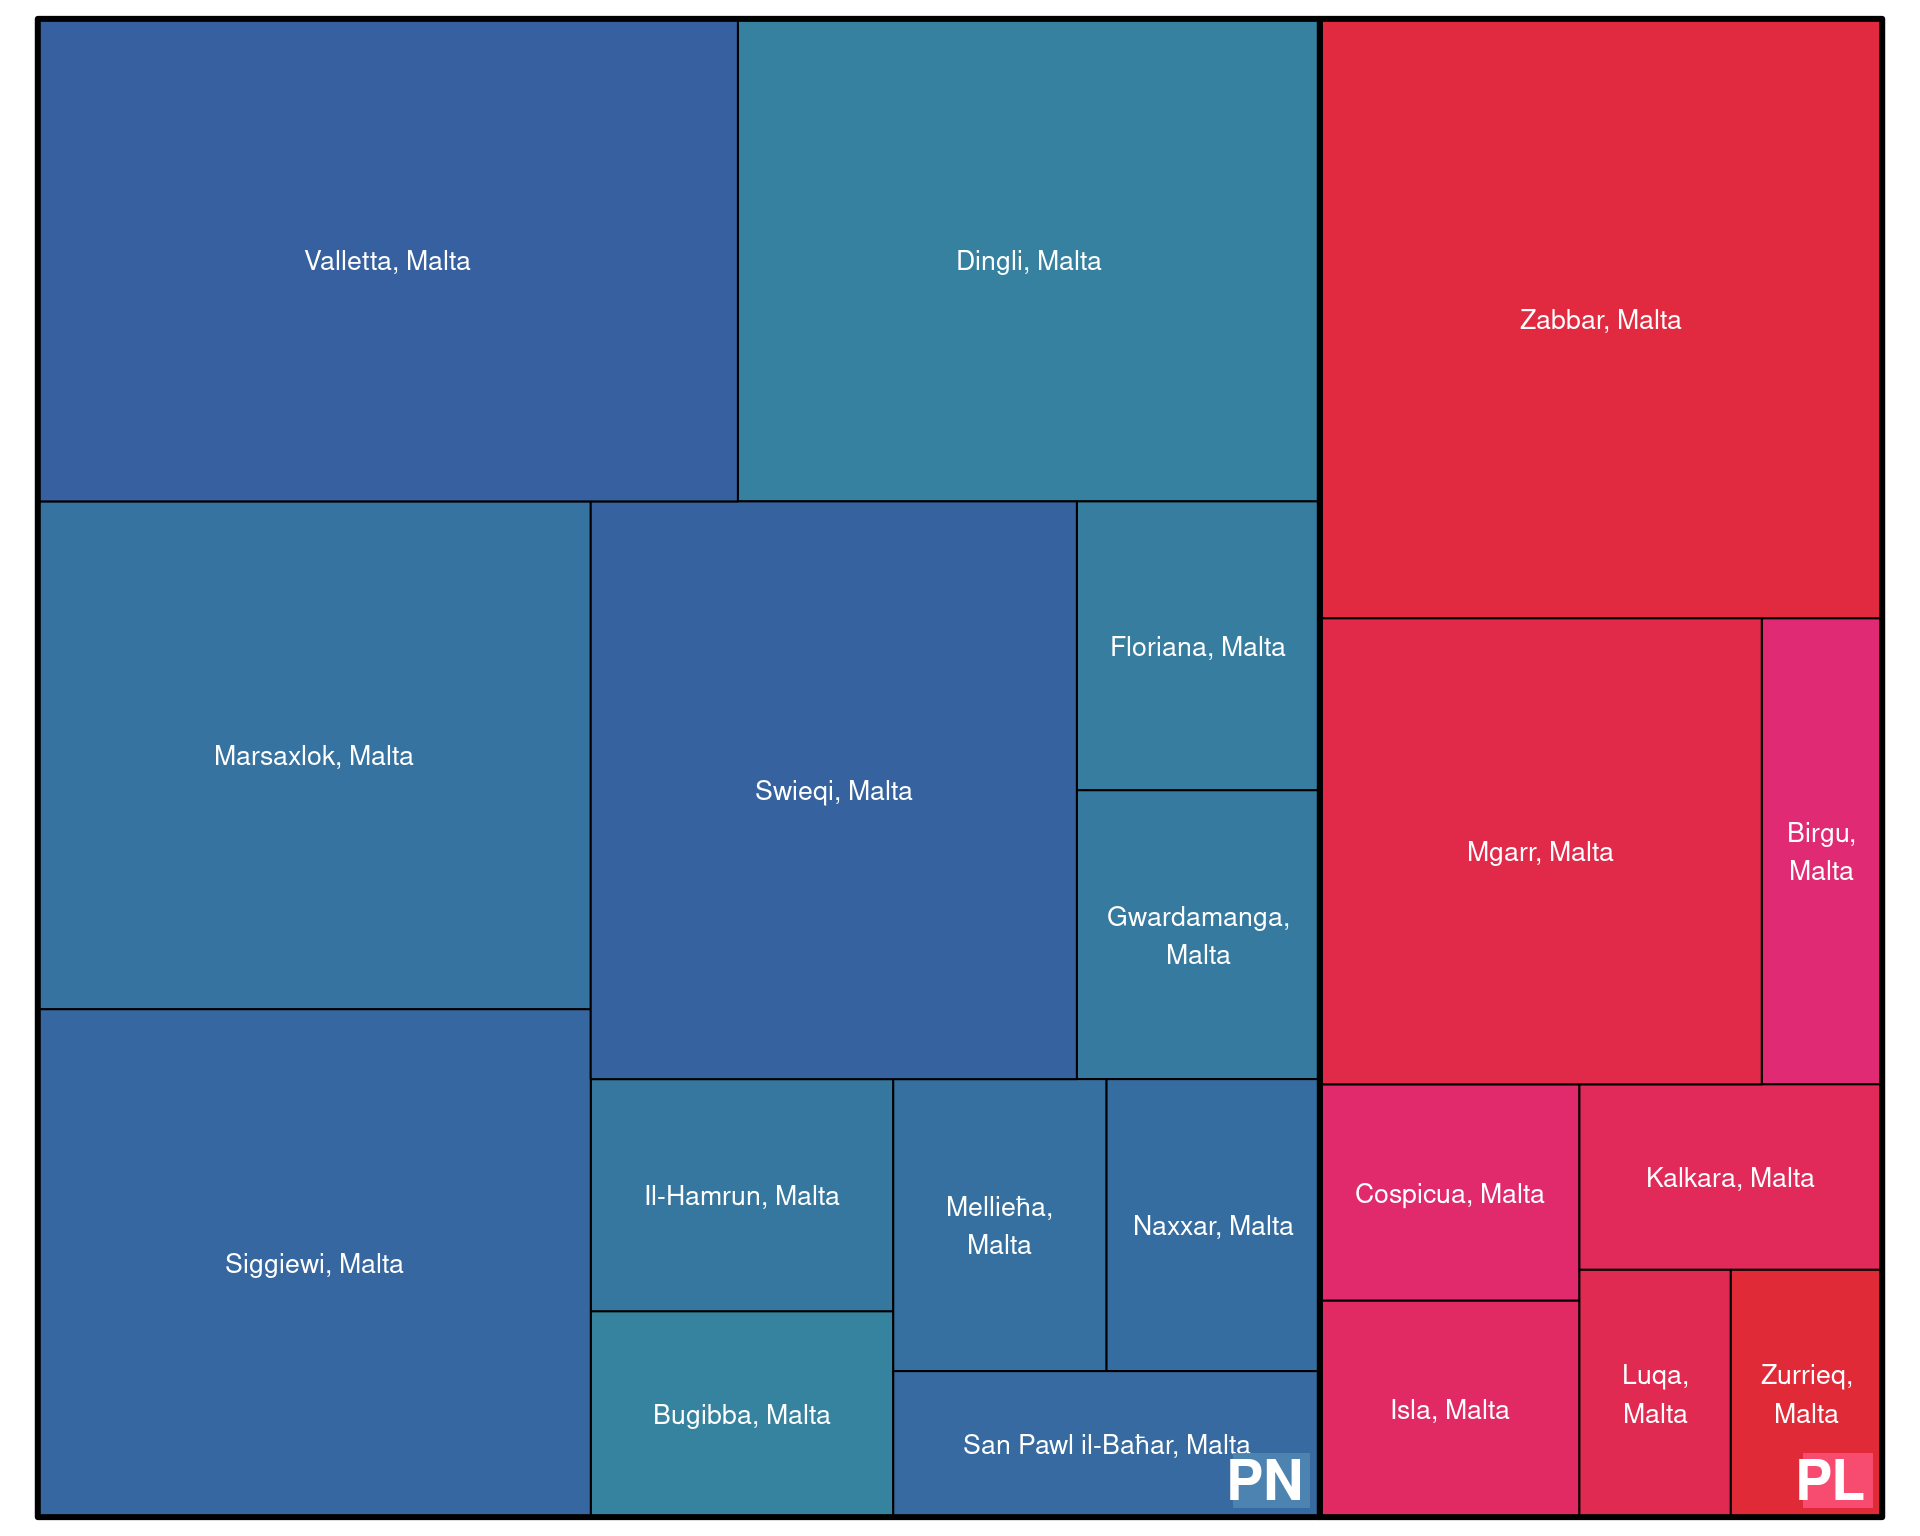 Valletta, Malta
Dingli, Malta
Zabbar, Malta
Marsaxlok, Malta
Swieqi, Malta
Floriana, Malta
Gwardamanga,
Malta
Mgarr, Malta
Birgu,
Malta
Siggiewi, Malta
Il-Hamrun, Malta
Mellieħa,
Malta
Naxxar, Malta
Bugibba, Malta
San Pawl il-Baħar, Malta
PN
Cospicua, Malta
Kalkara, Malta
Isla, Malta
Luqa,
Malta
Zurrieq,
Malta
PL